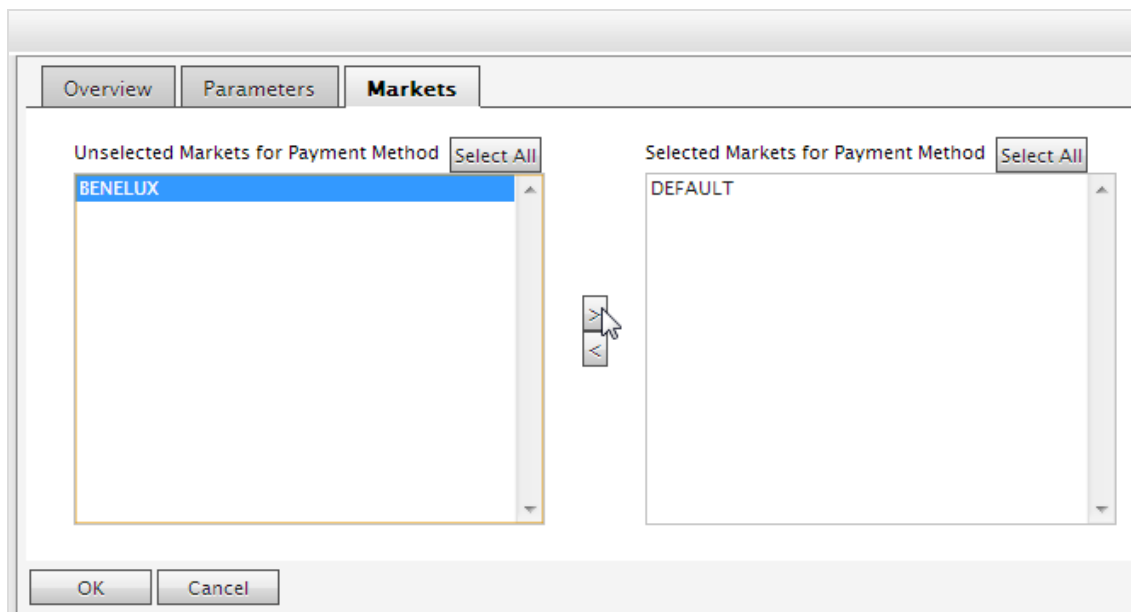 Overview Parameters Markets
Unselected Markets for Payment Method Select All Selected Markets for Payment Method Select All
BENELUX DEFAULT
>
<
OK Cancel